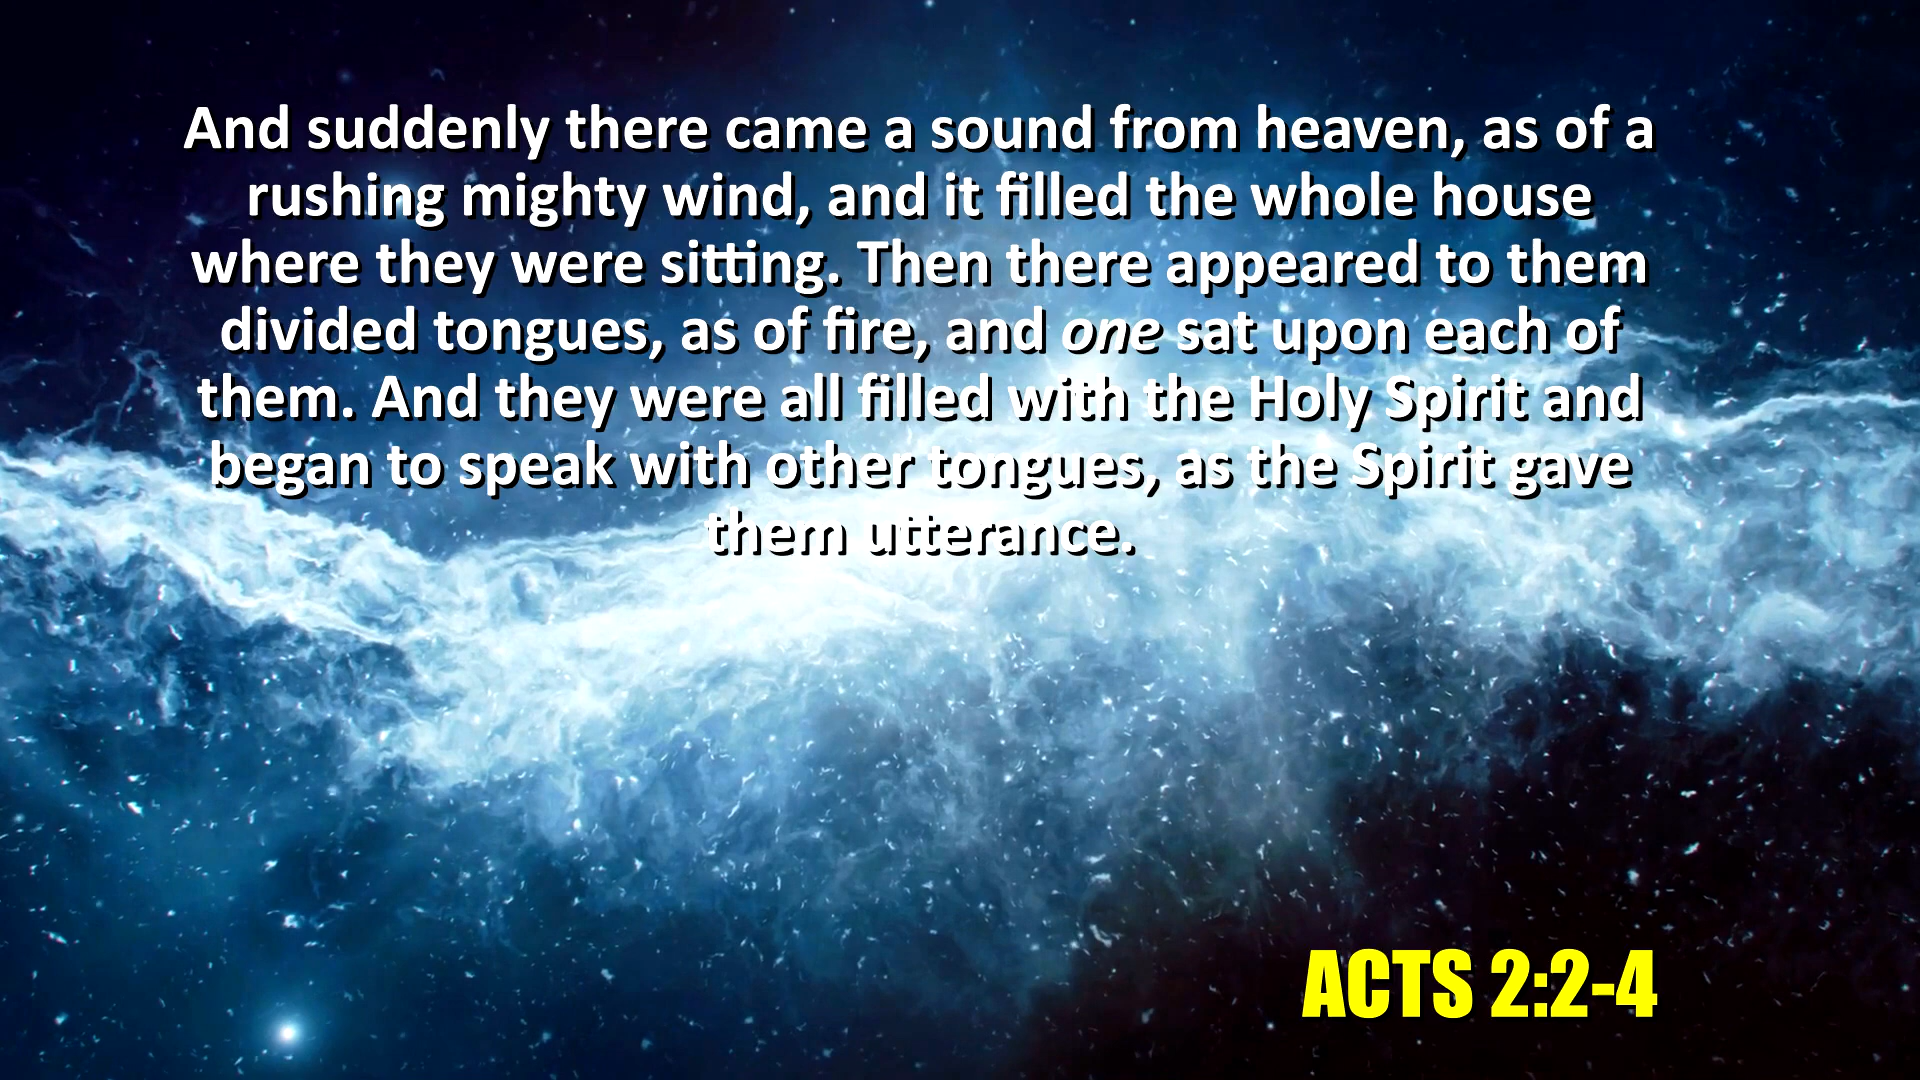 And suddenly there came a sound from heaven, as of a
rushing mighty wind, and it filled the whole house
where they were sitting. Then there appeared to them
divided tongues, as of fire, and one sat upon each of
them. And they were all filled with the Holy Spirit and
began to speak with other tongues, as the Spirit gave
them utterance.
ACTS 2:2-4